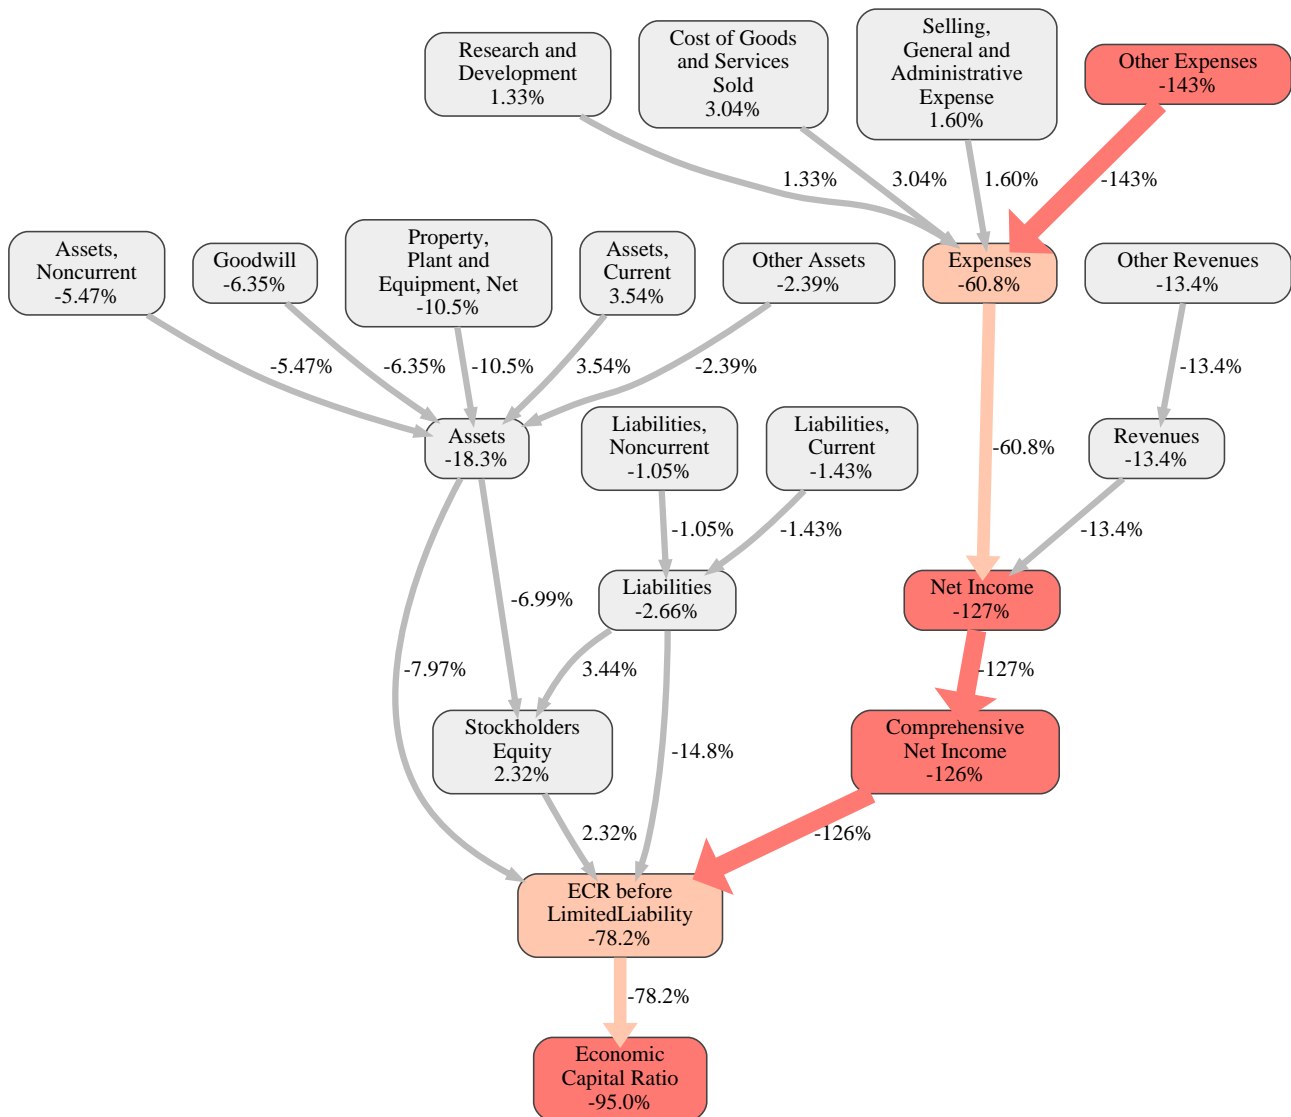 Research and
Development
1.33%
Cost of Goods
and Services
Sold
3.04%
Selling,
General and
Administrative
Expense
1.60%
Other Expenses
-143%
1.33%
3.04%
1.60%
-143%
Assets,
Noncurrent
-5.47%
Goodwill
-6.35%
Property,
Plant and
Equipment, Net
-10.5%
Assets,
Current
3.54%
Other Assets
-2.39%
Expenses
-60.8%
Other Revenues
-13.4%
-5.47%
-6.35%
-10.5%
3.54%
-2.39%
-13.4%
Assets
-18.3%
Liabilities,
Noncurrent
-1.05%
Liabilities,
Current
-1.43%
-60.8%
Revenues
-13.4%
-1.05%
-1.43%
-13.4%
-6.99%
Liabilities
-2.66%
Net Income
-127%
-7.97%
3.44%
-127%
Stockholders
Equity
2.32%
-14.8%
Comprehensive
Net Income
-126%
2.32%
-126%
ECR before
LimitedLiability
-78.2%
-78.2%
Economic
Capital Ratio
-95.0%